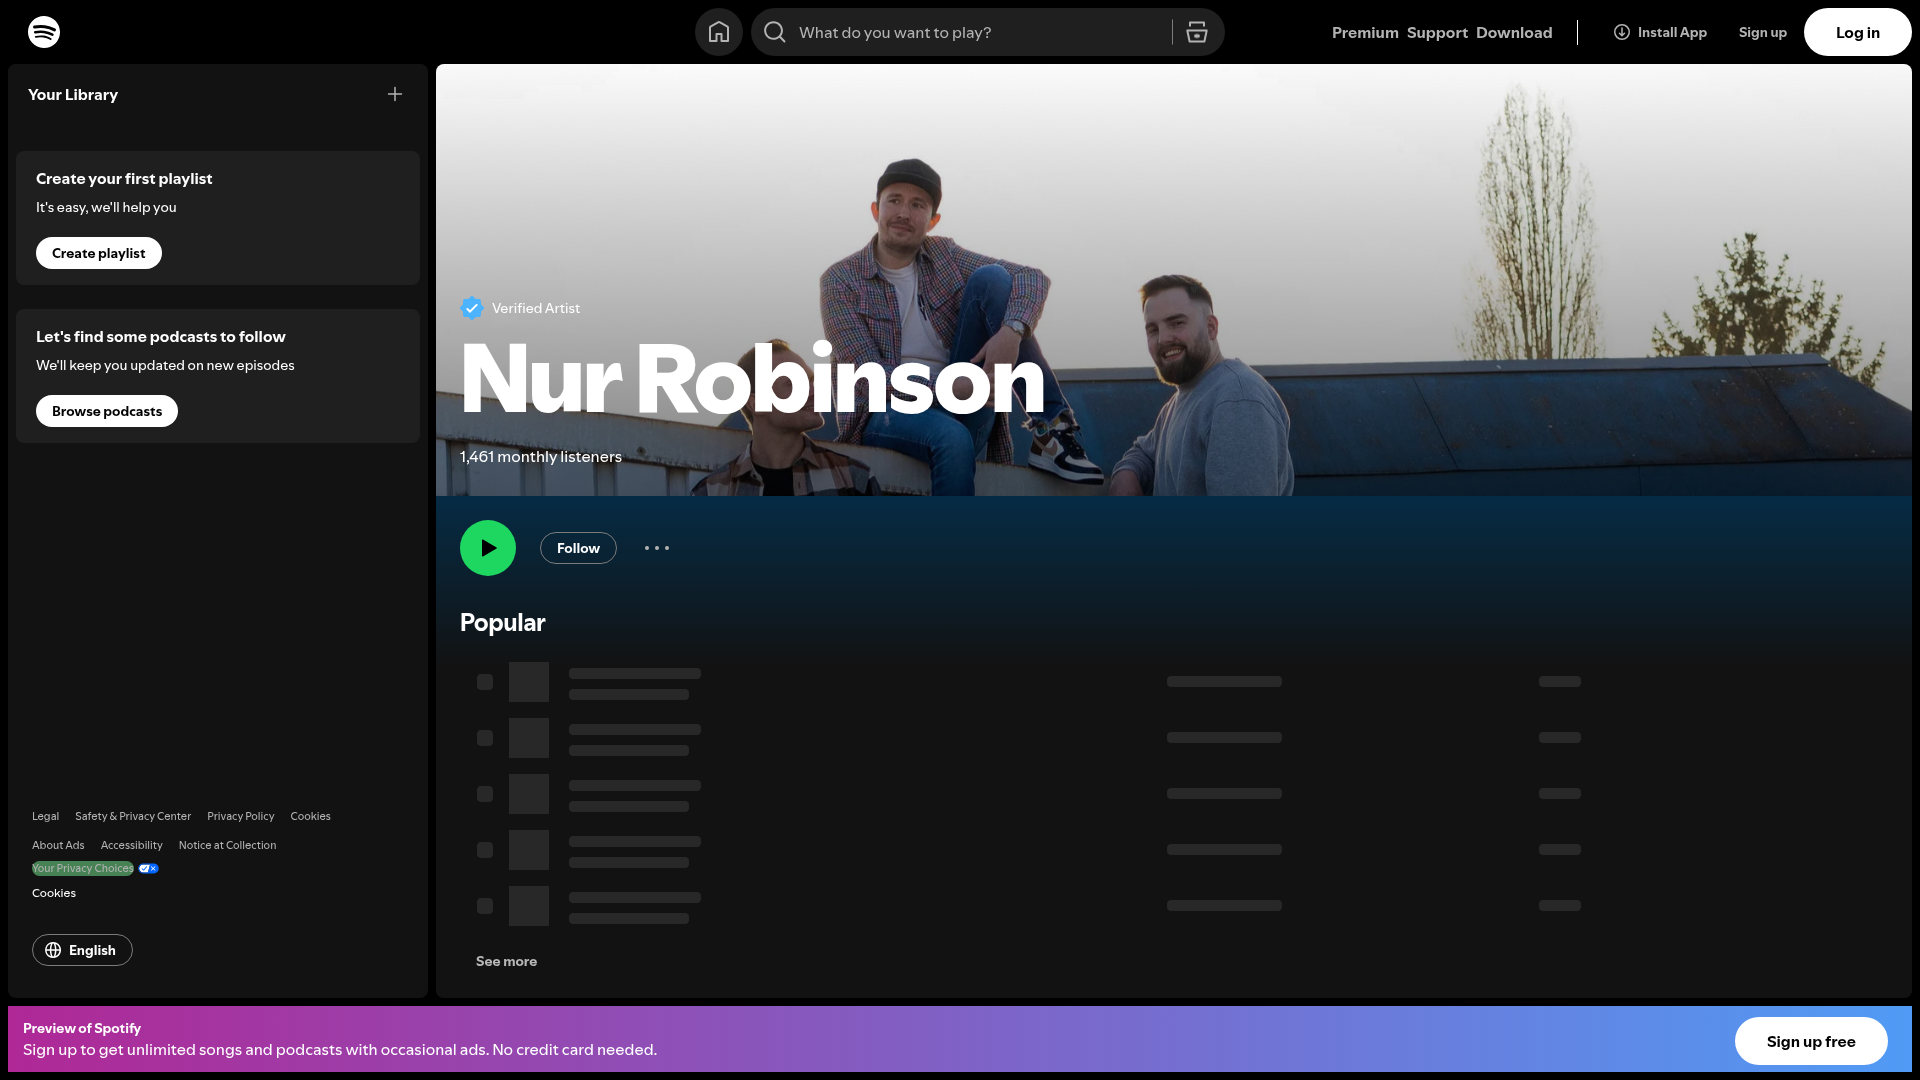 What do you want to play?
Premium Support Download
Install App
Sign up
Log in
Your Library
Create your first playlist
It's easy, we'll help you
Create playlist
Let's find some podcasts to follow
We'll keep you updated on new episodes
Browse podcasts
Legal Safety & Privacy Center Privacy Policy Cookies
About Ads Accessibility Notice at Collection
Your Privacy Choices
Cookies
English
Verified Artist
Nur Robinson
1,461 monthly listeners
Follow
Popular
See more
Preview of Spotify
Sign up to get unlimited songs and podcasts with occasional ads. No credit card needed.
Sign up free